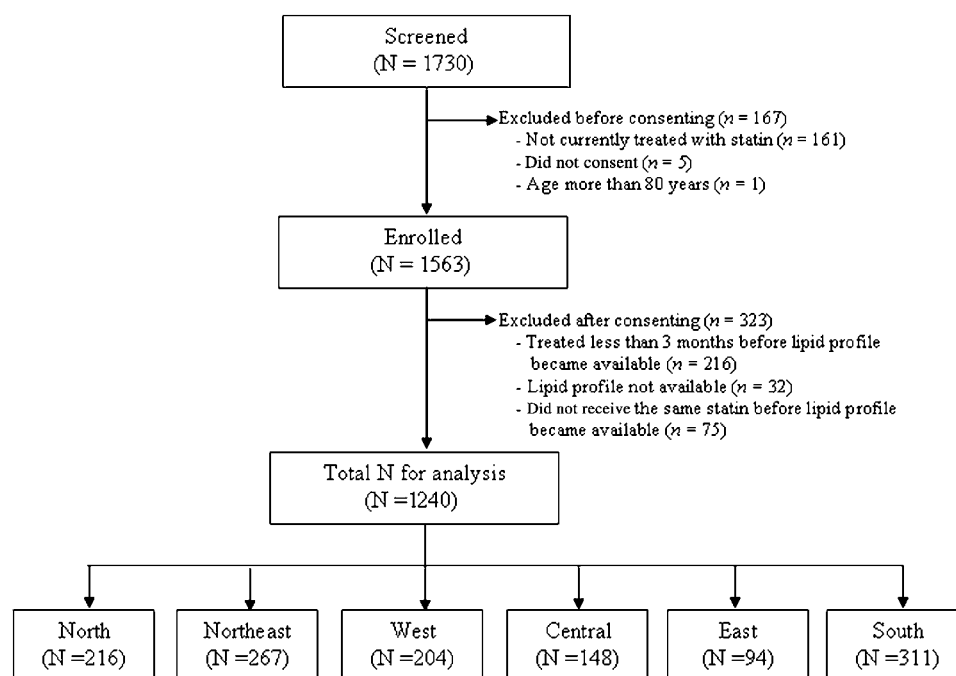 Screened
(N = 1730)
Excluded before consenting (n = 167)
- Not currently treated with statin (n = 161)
- Did not consent (n = 5)
- Age more than 80 years (n = 1)
Enrolled
(N = 1563)
Excluded after consenting (n = 323)
- Treated less than 3 months before lipid profile
became available (n = 216)
- Lipid profile not available (n = 32)
- Did not receive the same statin before lipid profile
became available (n = 75)
Total N for analysis
(N =1240)
North
(N =216)
Northeast
(N =267)
West
(N =204)
Central
(N =148)
East
(N =94)
South
(N =311)